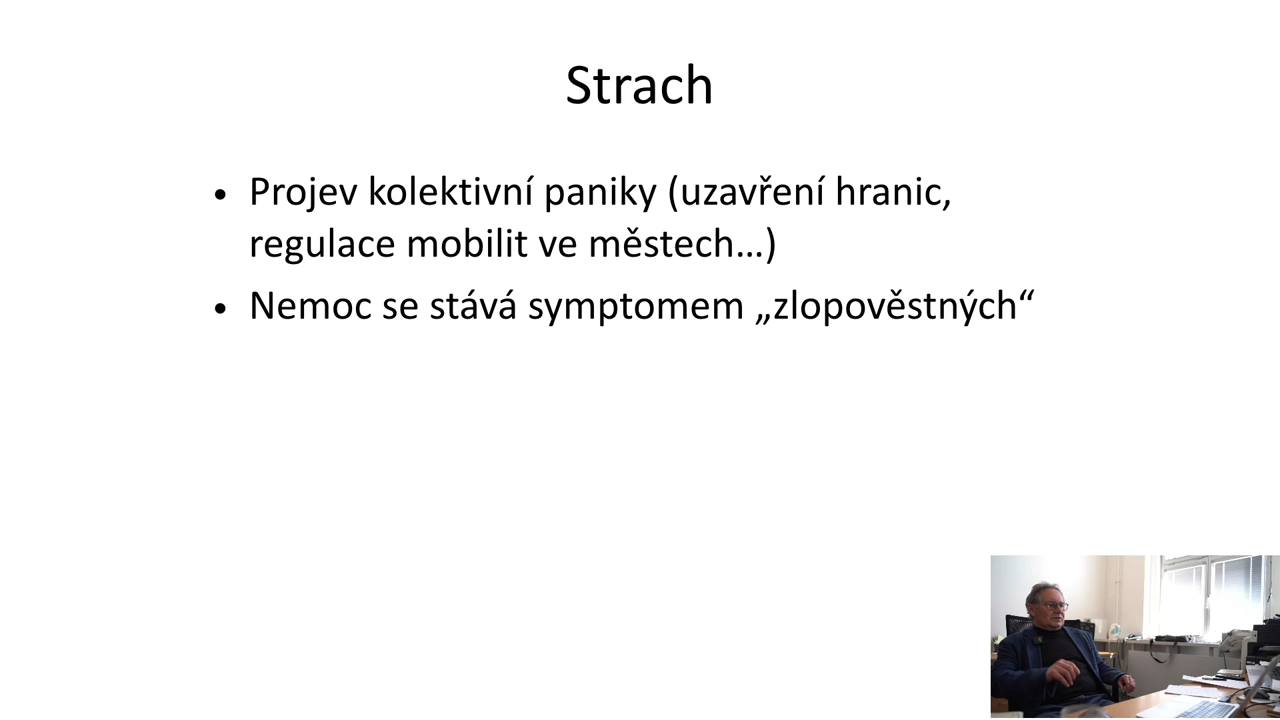 Strach
• Projev kolektivní paniky (uzavření hranic,
regulace mobilit ve městech…)
• Nemoc se stává symptomem „zlopověstných“